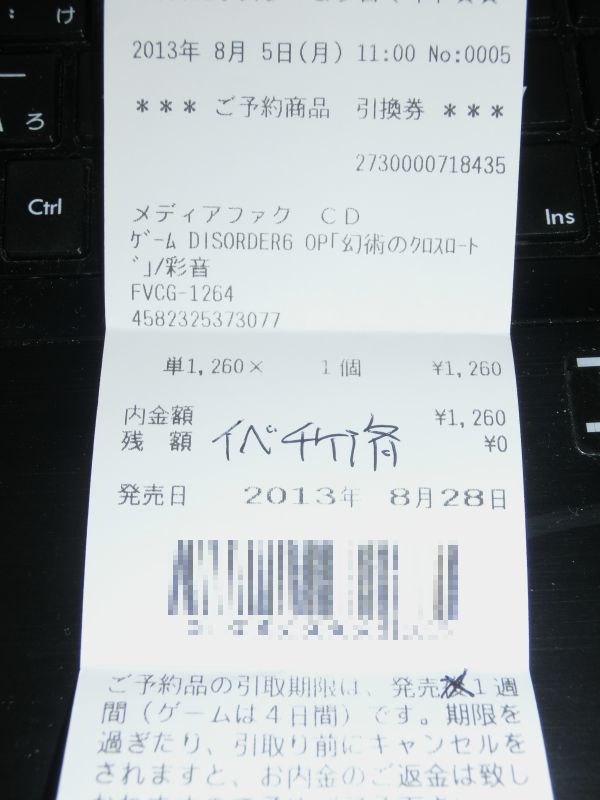 け
ろ
Ctrl
Ins
2013年 8月 5日(月) 11:00 No:0005
*** ご予約商品 引換券 ***
2730000718435
メディアファク CD
ｹﾞｰﾑ DISORDER6 OP｢幻術のｸﾛｽﾛｰﾄ
ﾞ｣/彩音
FVCG-1264
4582325373077
単1,260× 1個 ¥1,260
内金額 ¥1,260
残 額 ¥0
イベチケ済
発売日 2013年 8月28日
ご予約品の引取期限は、発売後1週
間(ゲームは4日間)です。期限を
過ぎたり、引取り前にキャンセルを
されますと、お内金のご返金は致し